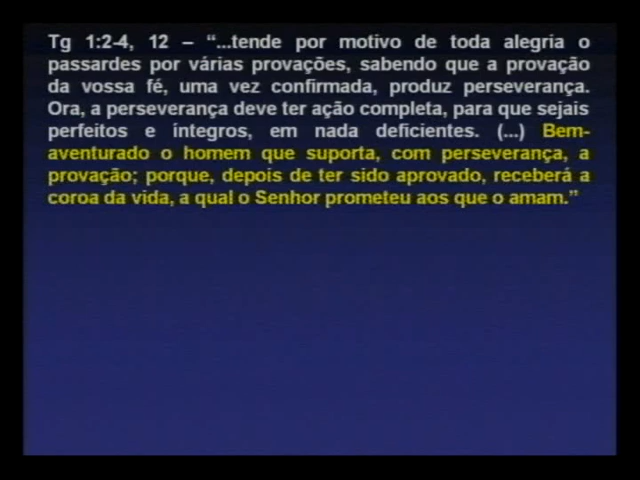 Tg 1:2-4, 12 – “...tende por motivo de toda alegria o
passardes por várias provações, sabendo que a provação
da vossa fé, uma vez confirmada, produz perseverança.
Ora, a perseverança deve ter ação completa, para que sejais
perfeitos e íntegros, em nada deficientes. (...) Bem-
aventurado o homem que suporta, com perseverança, a
provação; porque, depois de ter sido aprovado, receberá a
coroa da vida, a qual o Senhor prometeu aos que o amam.”